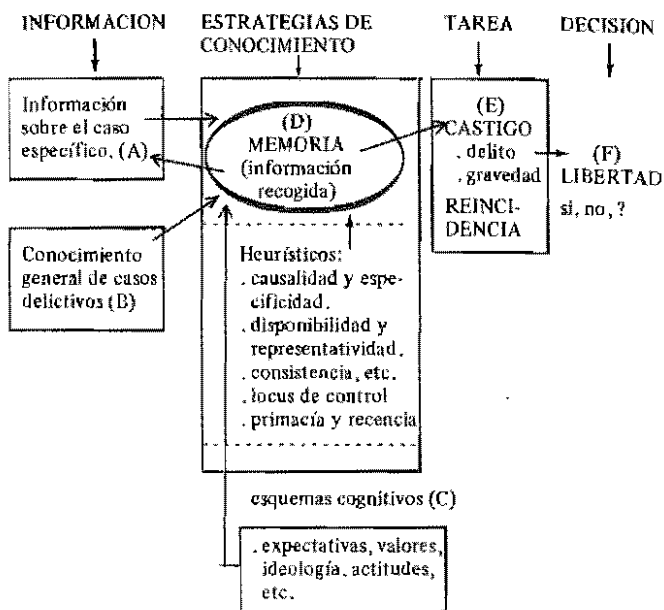 INFORMACION
ESTRATEGIAS DE
CONOCIMIENTO
TAREA
DECISION
Información
sobre el caso
específico. (A)
Conocimiento
general de casos
delictivos (B)
(D)
MEMORIA
(información
recogida)
Heurísticos:
. causalidad y espe-
cificidad.
. disponibilidad y
representatividad.
. consistencia, etc.
. locus de control
. primacía y recencia
esquemas cognitivos (C)
. expectativas, valores,
ideología, actitudes,
etc.
(E)
CASTIGO
. delito
. gravedad
REINCI-
DENCIA
(F)
LIBERTAD
si, no, ?